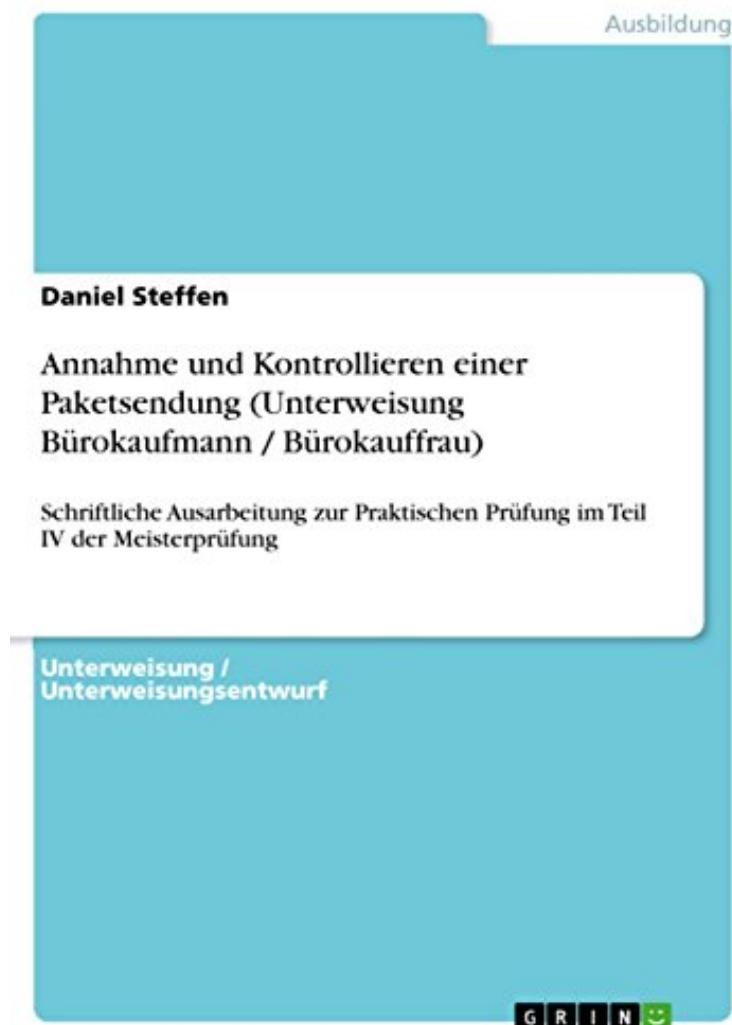 Ausbildung
Daniel Steffen
Annahme und Kontrollieren einer
Paketsendung (Unterweisung
Bürokaufmann / Bürokauffrau)
Schriftliche Ausarbeitung zur Praktischen Prüfung im Teil
IV der Meisterprüfung
Unterweisung /
Unterweisungsentwurf
GRIN